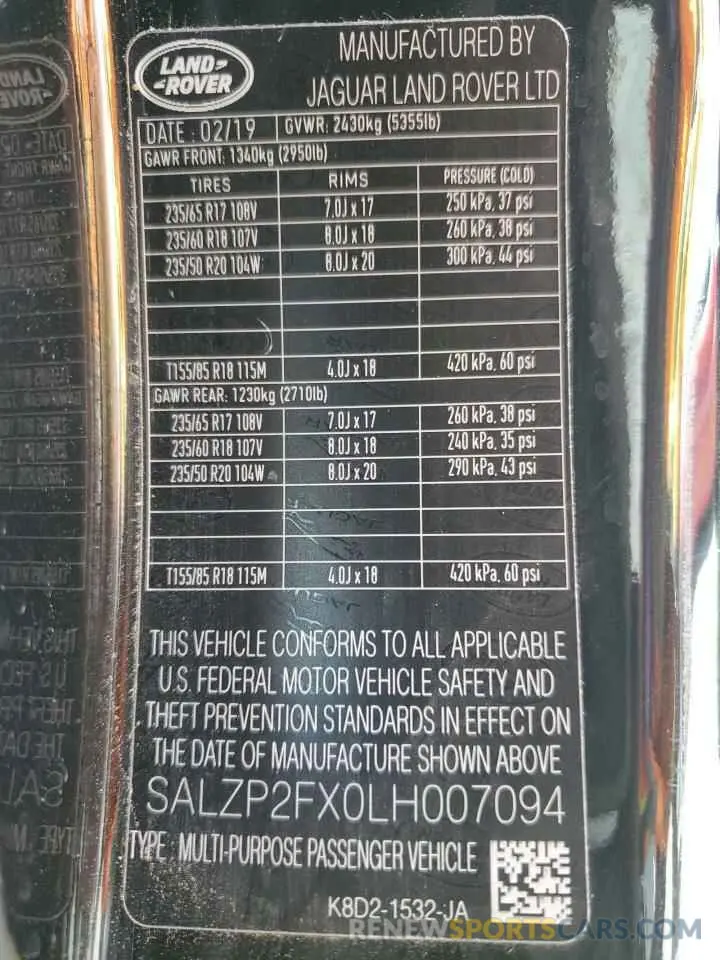 LAND-
-ROVER
MANUFACTURED BY
JAGUAR LAND ROVER LTD
DATE : 02/19 GVWR: 2430kg (5355lb)
GAWR FRONT: 1340kg (2950lb)
TIRES RIMS PRESSURE (COLD)
235/65 R17 108V 7.0J x 17 250 kPa, 37 psi
235/60 R18 107V 8.0J x 18 260 kPa, 38 psi
235/50 R20 104W 8.0J x 20 300 kPa, 44 psi
T155/85 R18 115M 4.0J x 18 420 kPa, 60 psi
GAWR REAR: 1230kg (2710lb)
235/65 R17 108V 7.0J x 17 260 kPa, 38 psi
235/60 R18 107V 8.0J x 18 240 kPa, 35 psi
235/50 R20 104W 8.0J x 20 290 kPa, 43 psi
T155/85 R18 115M 4.0J x 18 420 kPa, 60 psi
THIS VEHICLE CONFORMS TO ALL APPLICABLE
U.S. FEDERAL MOTOR VEHICLE SAFETY AND
THEFT PREVENTION STANDARDS IN EFFECT ON
THE DATE OF MANUFACTURE SHOWN ABOVE
SALZP2FX0LH007094
TYPE : MULTI-PURPOSE PASSENGER VEHICLE
K8D2-1532-JA
RENEWSPORTSCARS.COM